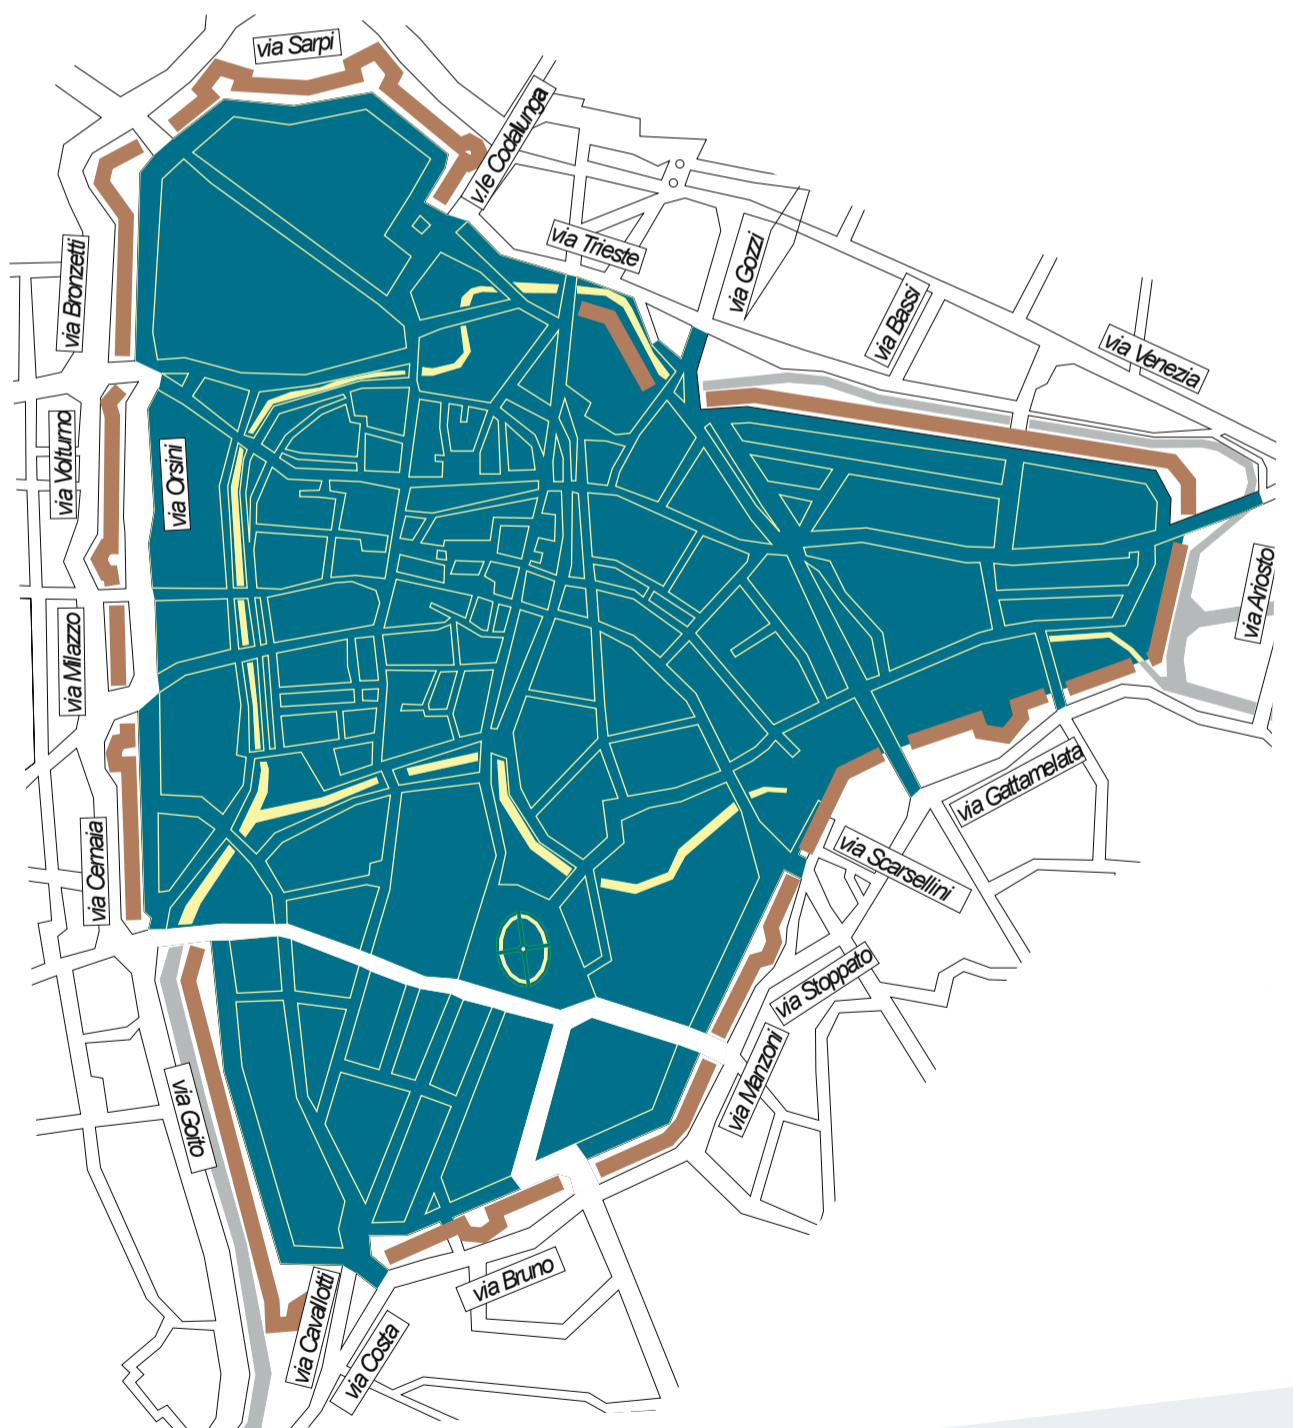 via Sarpi
v.le Codalunga
via Trieste
via Gozzi
via Bronzetti
via Bassi
via Venezia
via Volturno
via Orsini
via Ariosto
via Milazzo
via Gattamelata
via Cernaia
via Scarsellini
via Stoppato
via Manzoni
via Goito
via Bruno
via Cavallotti
via Costa